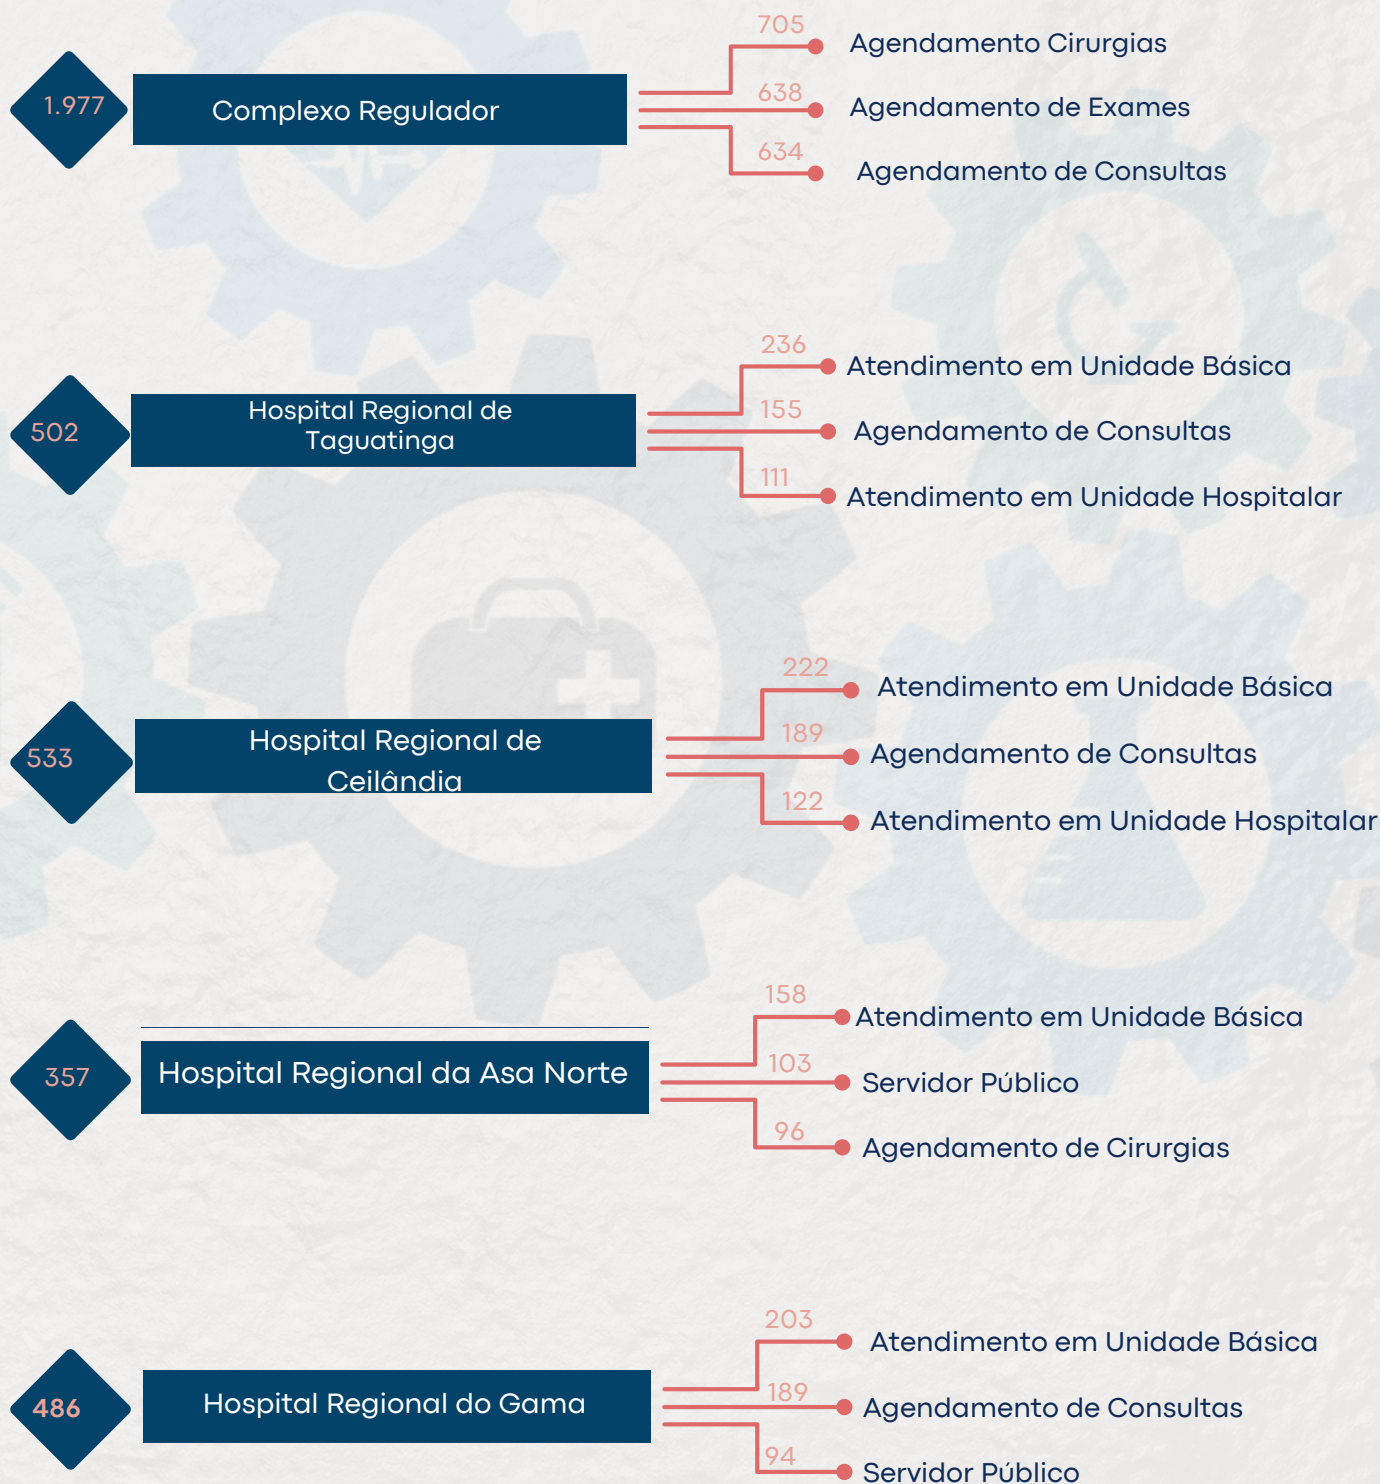 1.977
Complexo Regulador
705
Agendamento Cirurgias
638
Agendamento de Exames
634
Agendamento de Consultas
502
Hospital Regional de
Taguatinga
236
Atendimento em Unidade Básica
155
Agendamento de Consultas
111
Atendimento em Unidade Hospitalar
533
Hospital Regional de
Ceilândia
222
Atendimento em Unidade Básica
189
Agendamento de Consultas
122
Atendimento em Unidade Hospitalar
357
Hospital Regional da Asa Norte
158
Atendimento em Unidade Básica
103
Servidor Público
96
Agendamento de Cirurgias
486
Hospital Regional do Gama
203
Atendimento em Unidade Básica
189
Agendamento de Consultas
94
Servidor Público